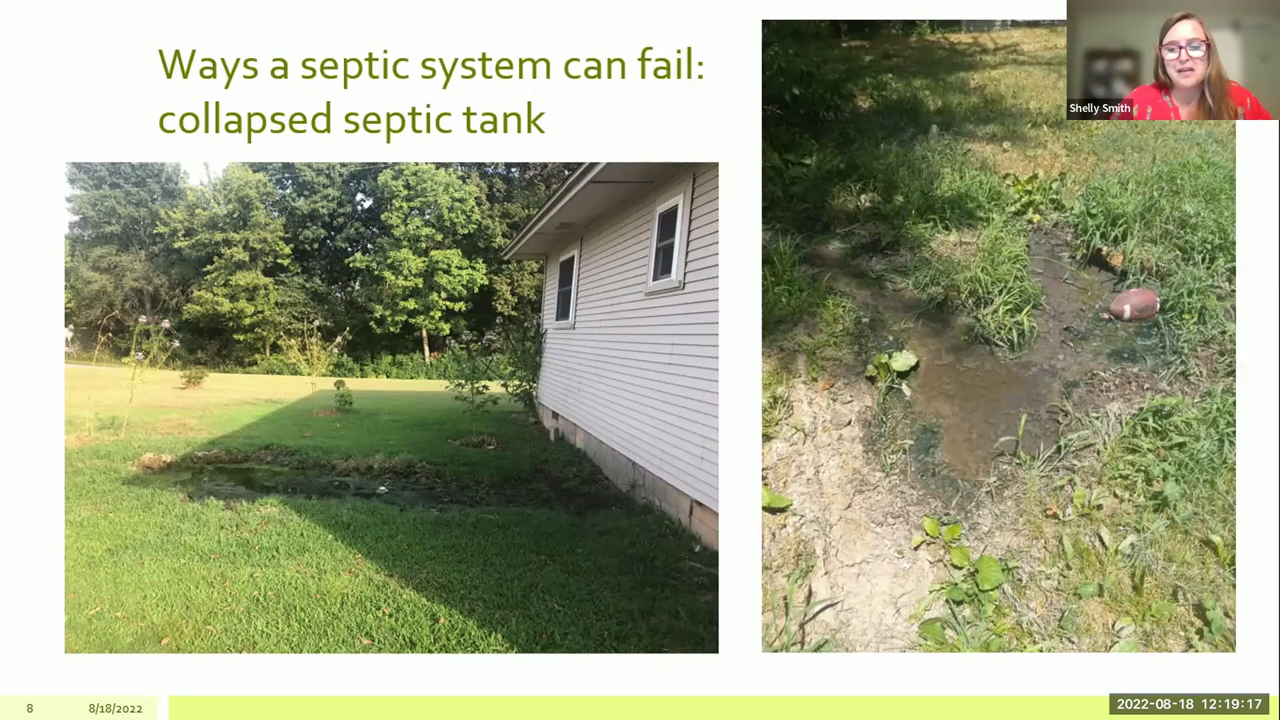 Ways a septic system can fail:
collapsed septic tank
Shelly Smith
8
8/18/2022
2022-08-18 12:19:17